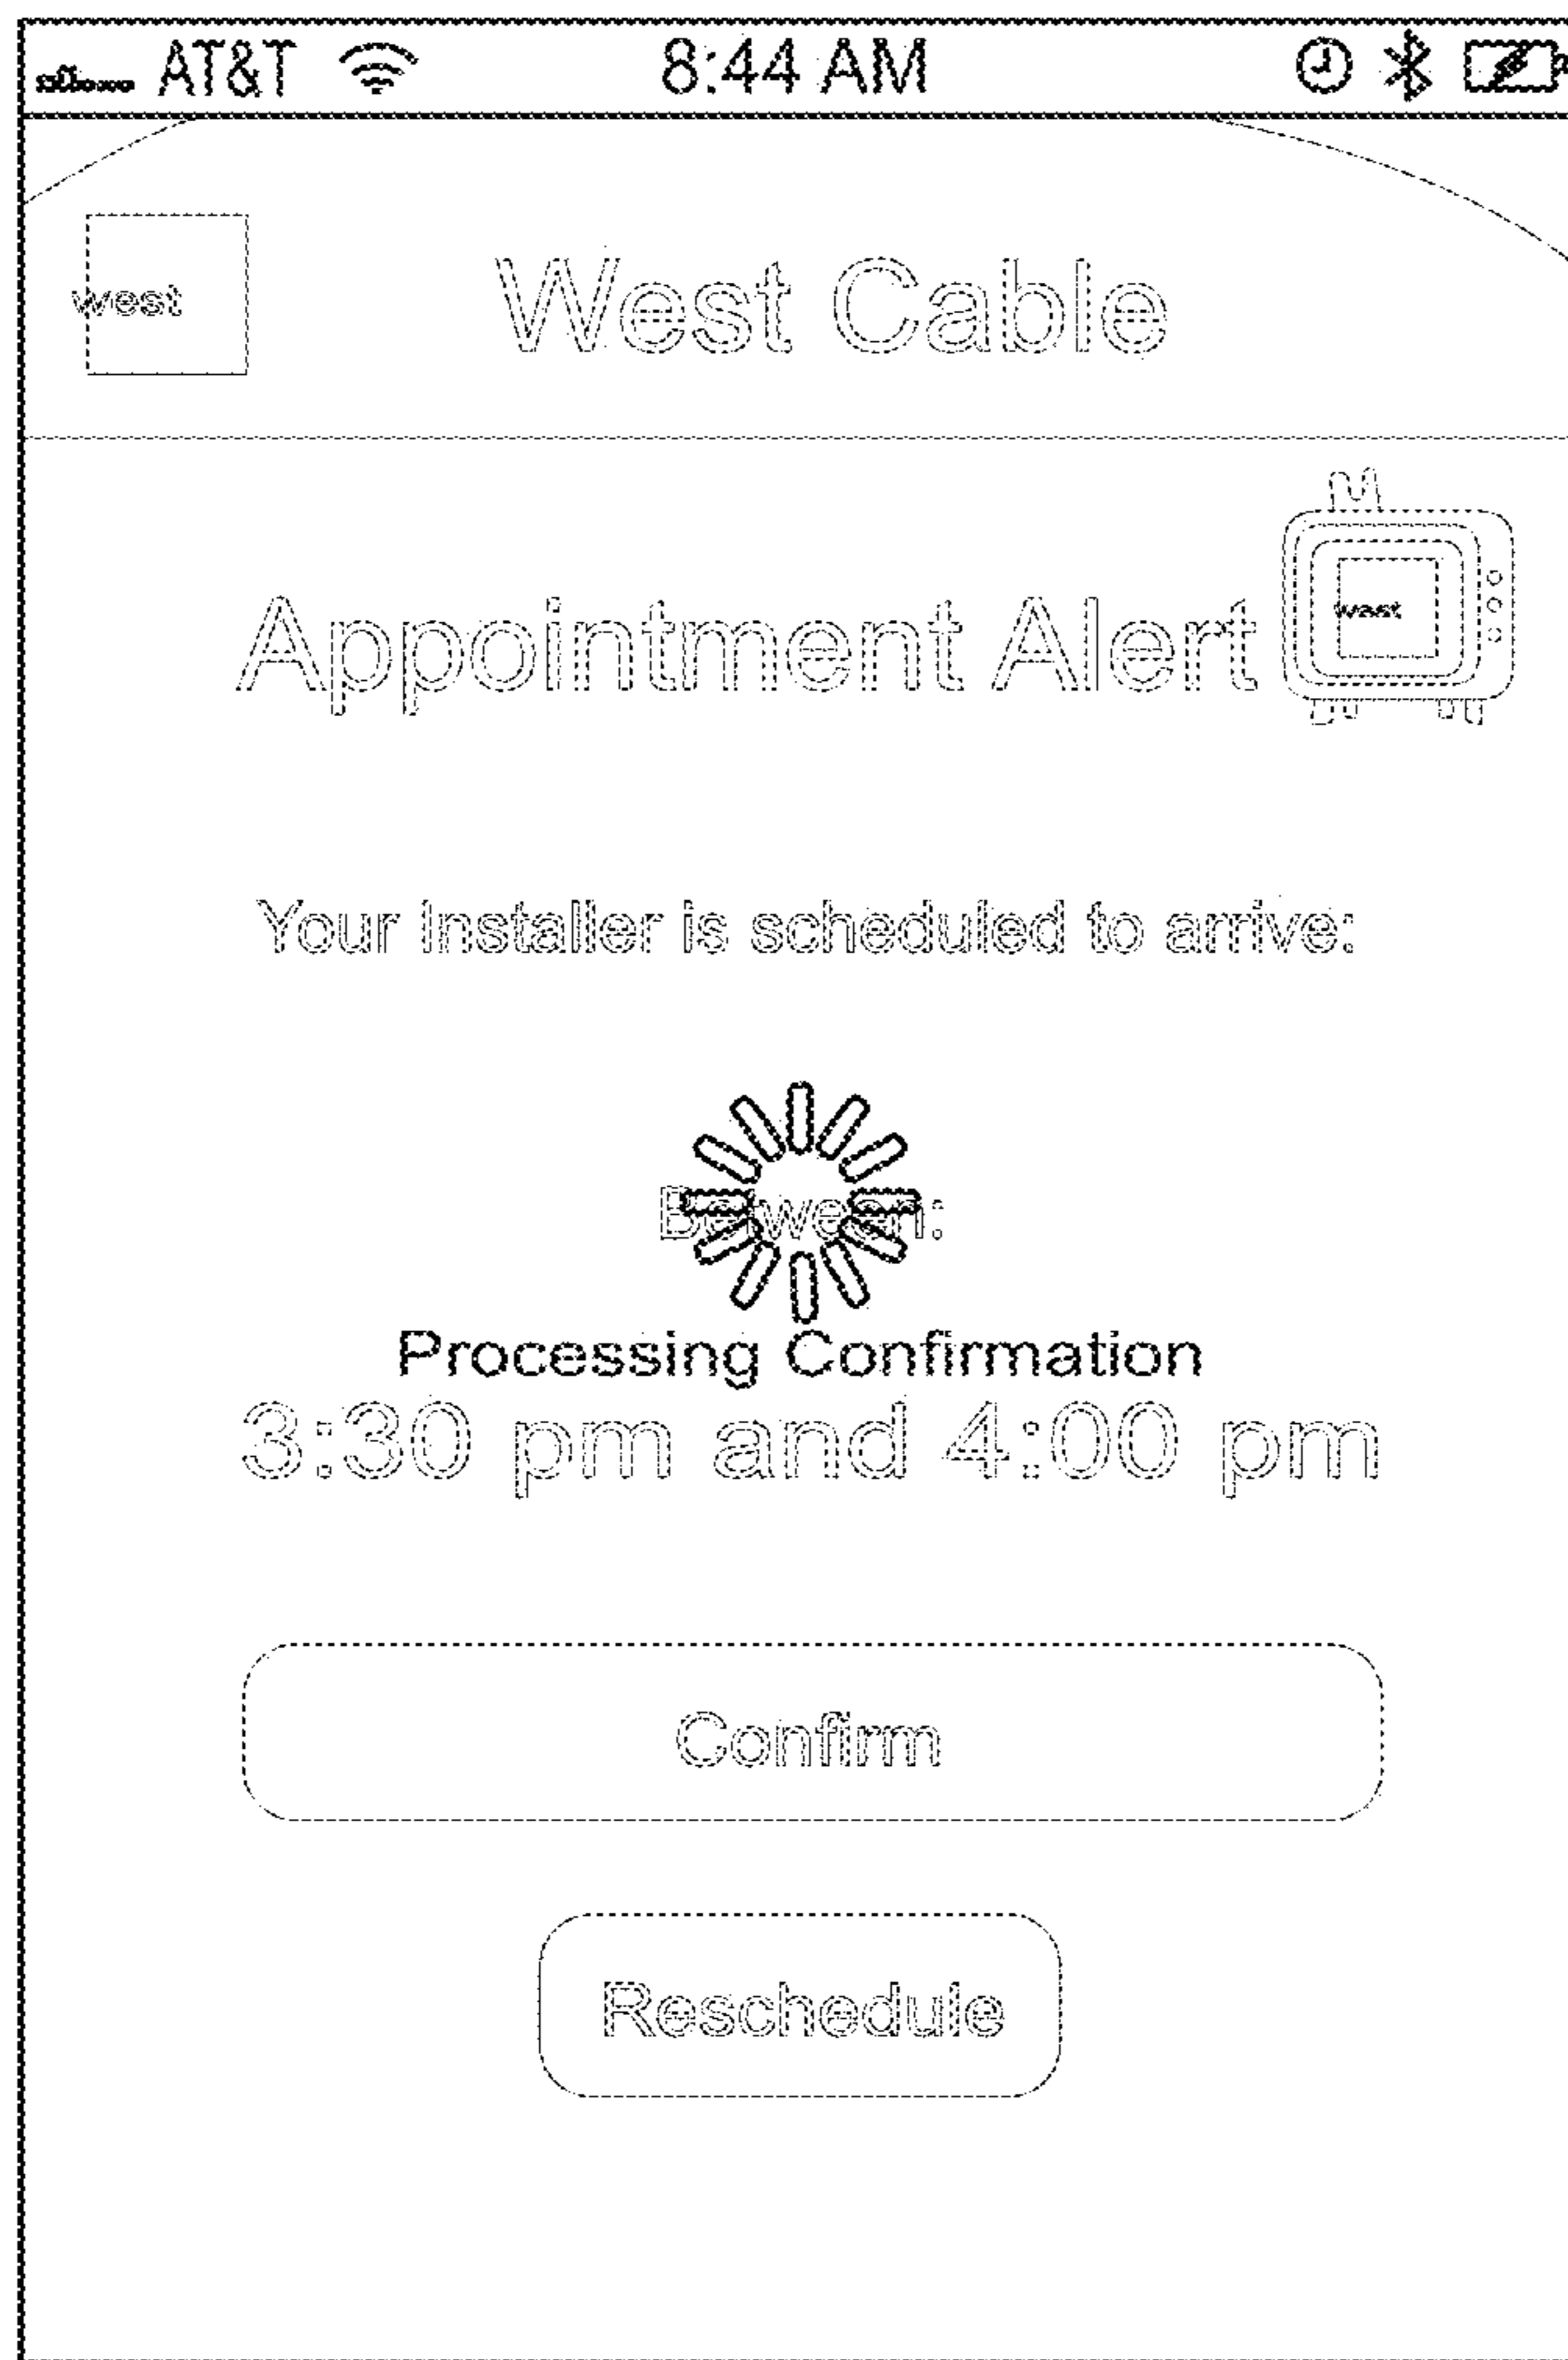 AT&T 8:44 AM
west West Cable
Appointment Alert west
Your Installer is scheduled to arrive:
Between:
Processing Confirmation
3:30 pm and 4:00 pm
Confirm
Reschedule